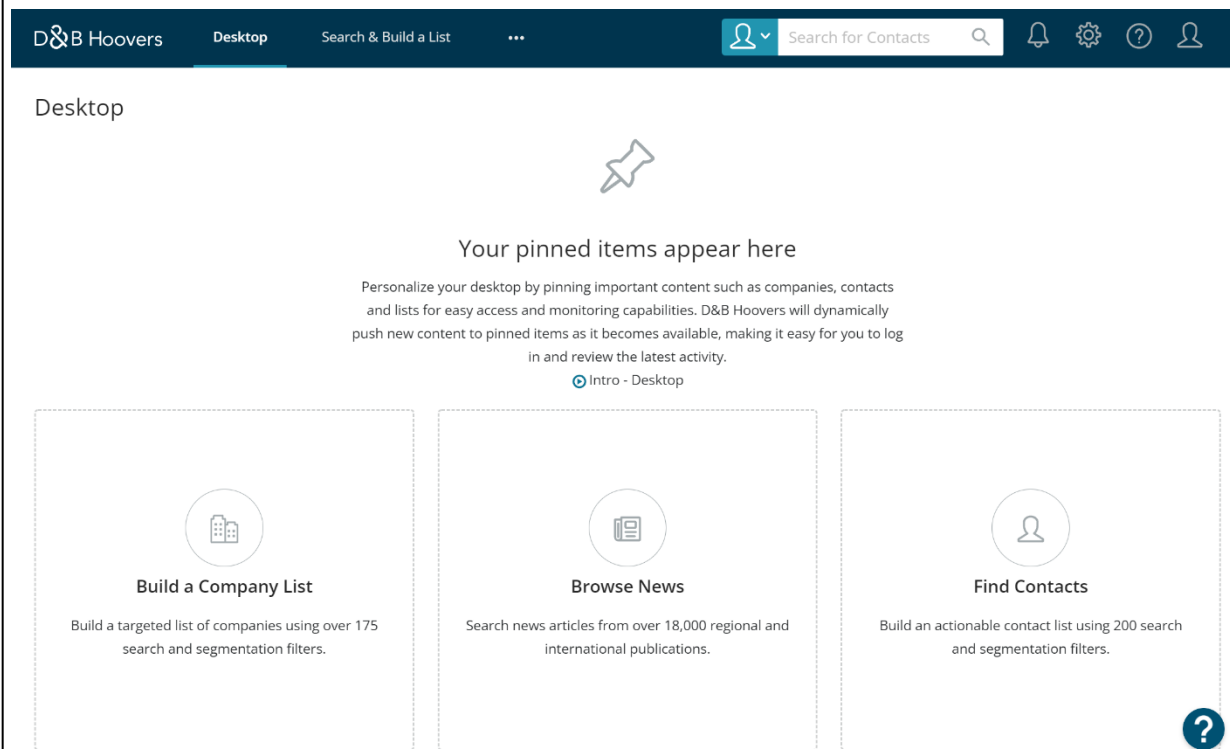 D&B Hoovers
Desktop
Search & Build a List
•••
Search for Contacts
Desktop
Your pinned items appear here
Personalize your desktop by pinning important content such as companies, contacts
and lists for easy access and monitoring capabilities. D&B Hoovers will dynamically
push new content to pinned items as it becomes available, making it easy for you to log
in and review the latest activity.
Intro - Desktop
Build a Company List
Build a targeted list of companies using over 175
search and segmentation filters.
Browse News
Search news articles from over 18,000 regional and
international publications.
Find Contacts
Build an actionable contact list using 200 search
and segmentation filters.
?